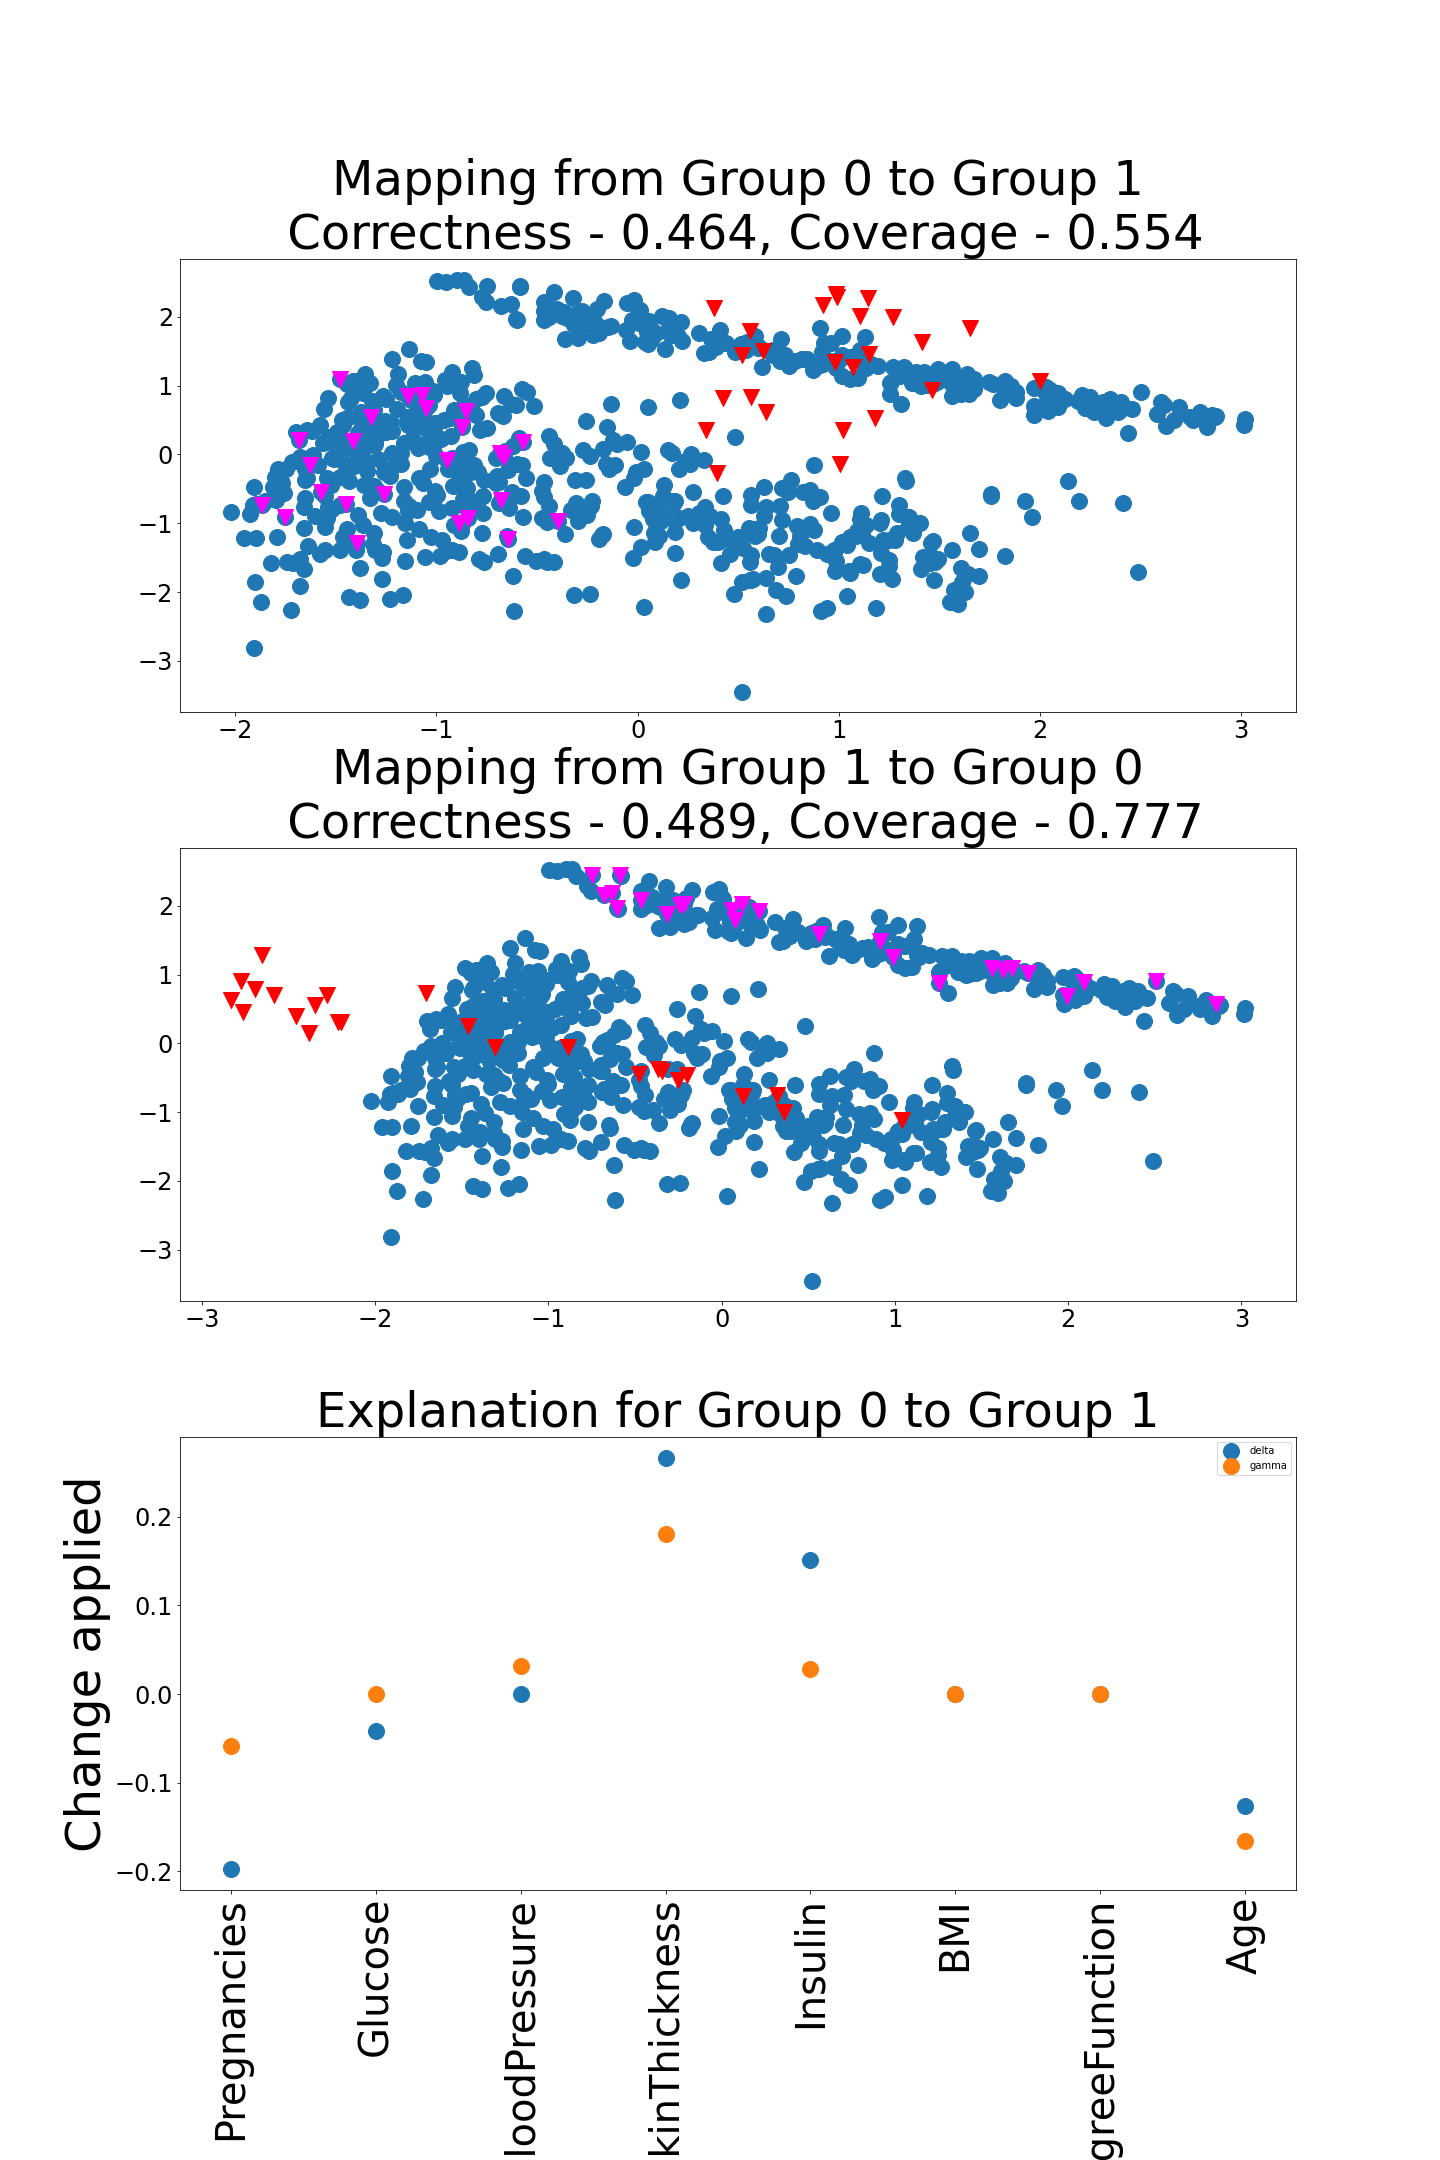 Mapping from Group 0 to Group 1
Correctness - 0.464, Coverage - 0.554
2
1
0
−1
−2
−3
−2 −1 0 1 2 3
Mapping from Group 1 to Group 0
Correctness - 0.489, Coverage - 0.777
2
1
0
−1
−2
−3
−3 −2 −1 0 1 2 3
Explanation for Group 0 to Group 1
delta
gamma
Change applied
0.2
0.1
0.0
−0.1
−0.2
Pregnancies
Glucose
loodPressure
kinThickness
Insulin
BMI
greeFunction
Age